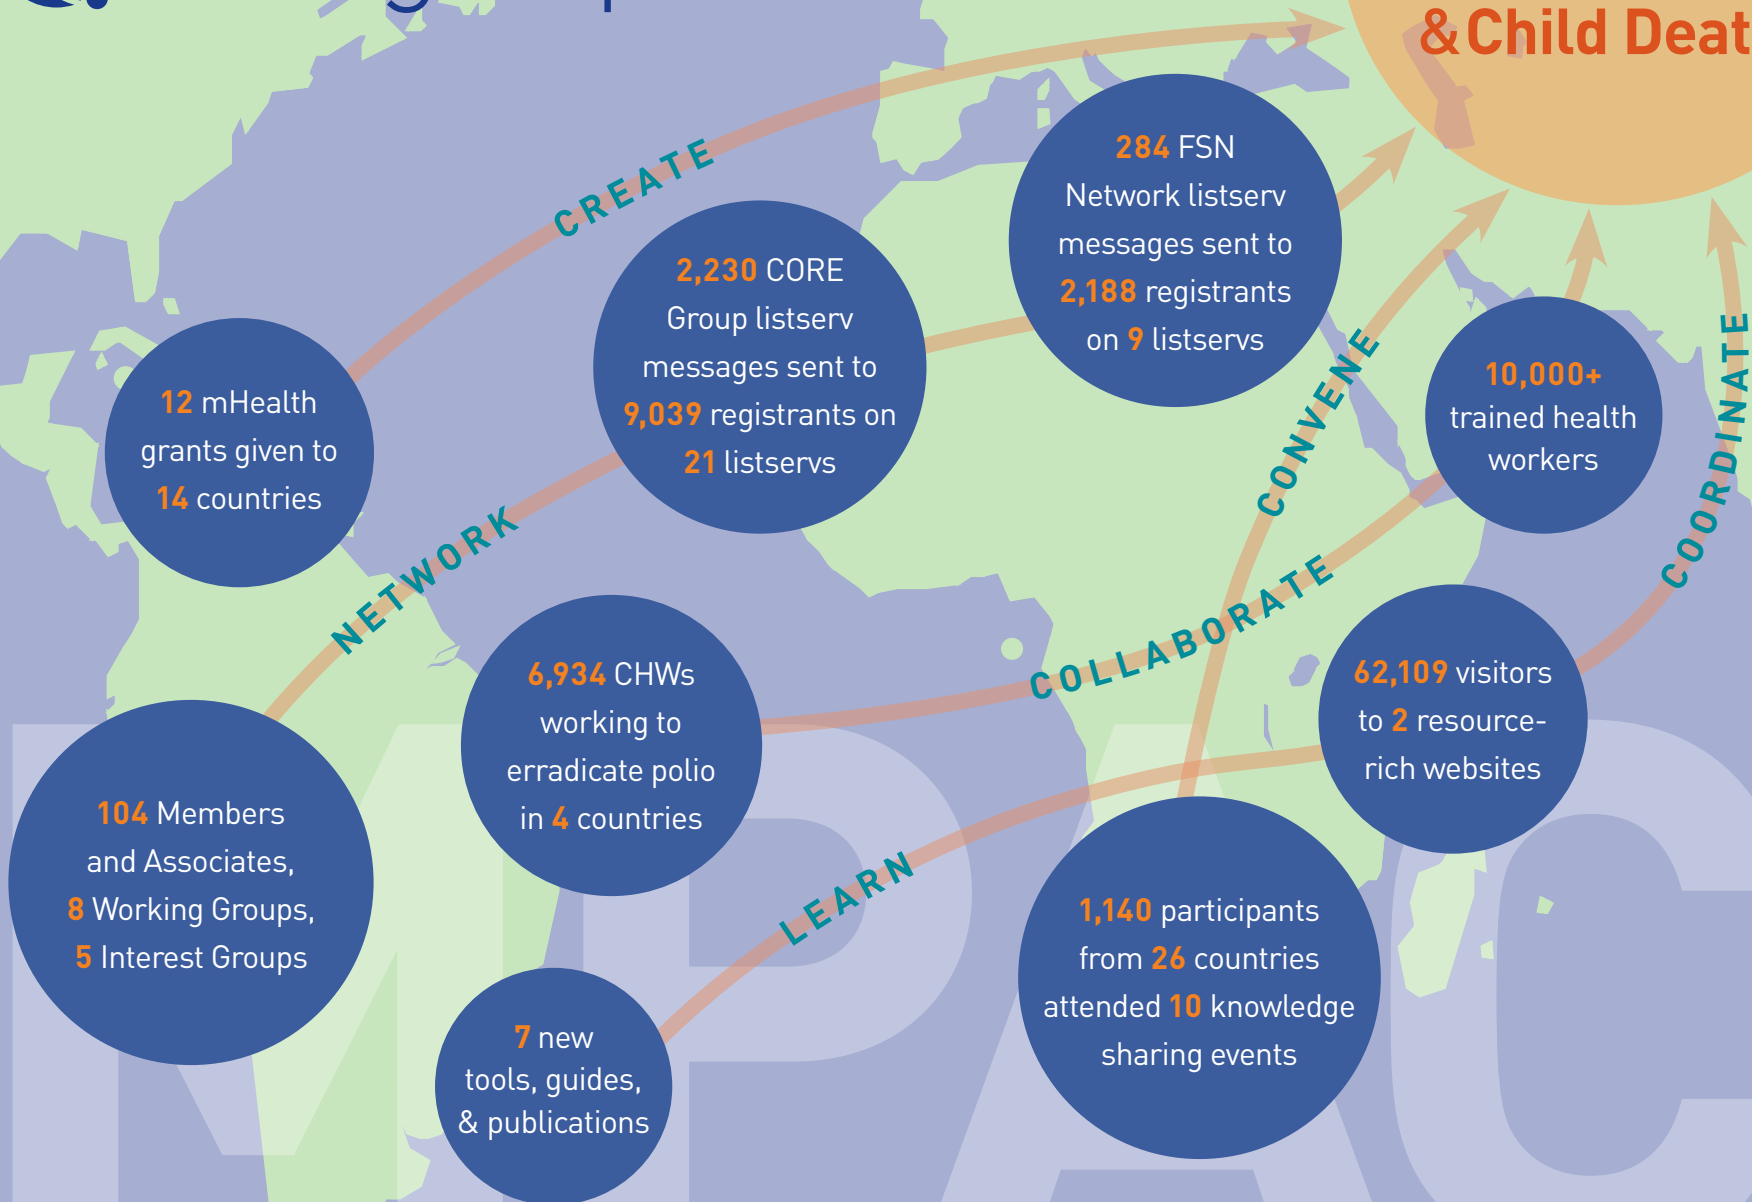 & Child Deat
CREATE
284 FSN
Network listserv
messages sent to
2,188 registrants
on 9 listservs
2,230 CORE
Group listserv
messages sent to
9,039 registrants on
21 listservs
12 mHealth
grants given to
14 countries
CONVENE
10,000+
trained health
workers
COORDINATE
NETWORK
COLLABORATE
6,934 CHWs
working to
erradicate polio
in 4 countries
62,109 visitors
to 2 resource-
rich websites
104 Members
and Associates,
8 Working Groups,
5 Interest Groups
LEARN
1,140 participants
from 26 countries
attended 10 knowledge
sharing events
7 new
tools, guides,
& publications
MPAC